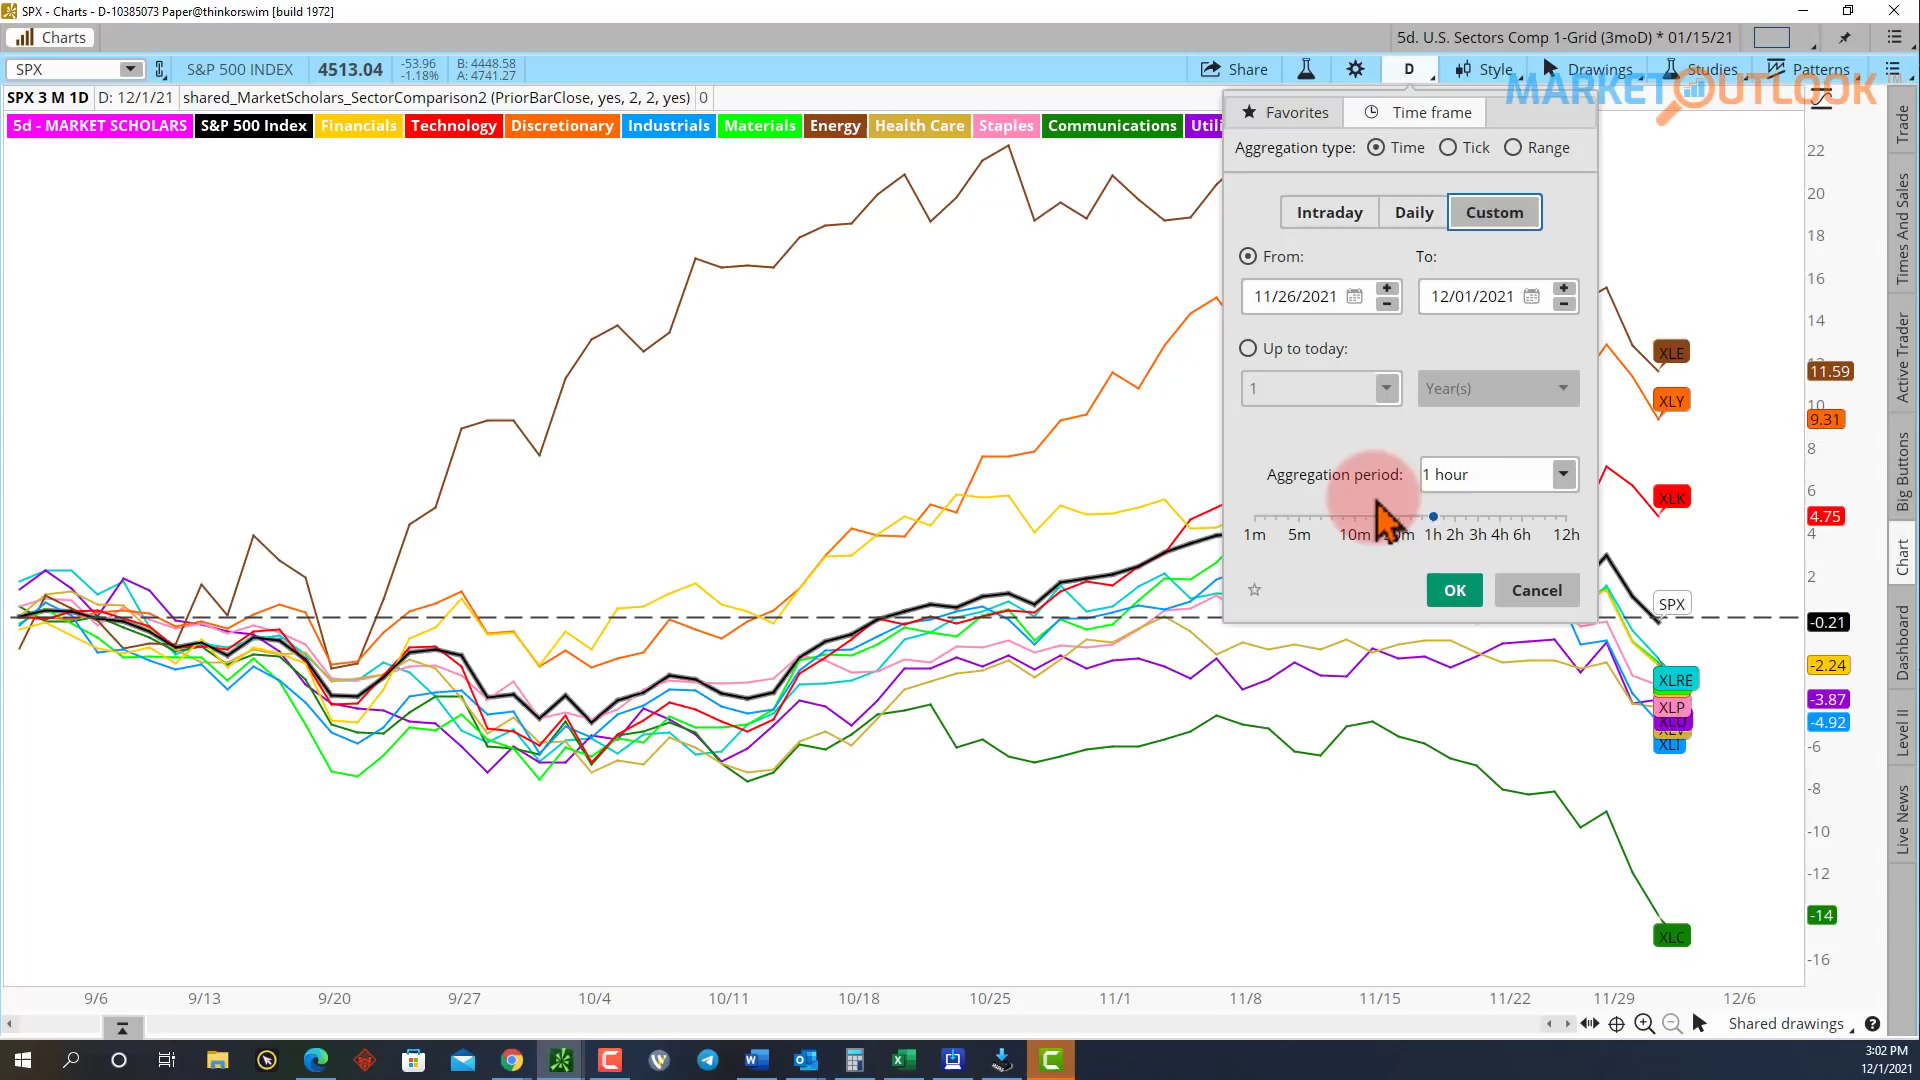 SPX - Charts - D-10385073 Paper@thinkorswim [build 1972]
Charts
5d. U.S. Sectors Comp 1-Grid (3moD) * 01/15/21
SPX
S&P 500 INDEX
4513.04
-53.96
-1.18%
B: 4448.58
A: 4741.27
Share
D
Style
Drawings
Studies
Patterns
MARKETOUTLOOK
SPX 3 M 1D
D: 12/1/21
shared_MarketScholars_SectorComparison2 (PriorBarClose, yes, 2, 2, yes)
0
5d - MARKET SCHOLARS
S&P 500 Index
Financials
Technology
Discretionary
Industrials
Materials
Energy
Health Care
Staples
Communications
Utili
Favorites
Time frame
Aggregation type:
Time
Tick
Range
Intraday
Daily
Custom
From:
To:
11/26/2021
12/01/2021
Up to today:
1
Year(s)
Aggregation period:
1 hour
1m
5m
10m
1h
2h
3h
4h
6h
12h
OK
Cancel
22
20
18
16
14
11.59
10
9.31
8
6
4.75
4
2
-0.21
-2.24
-3.87
-4.92
-6
-8
-10
-12
-14
-16
XLE
XLY
XLK
SPX
XLRE
XLP
XLU
XLV
XLI
XLC
9/6
9/13
9/20
9/27
10/4
10/11
10/18
10/25
11/1
11/8
11/15
11/22
11/29
12/6
Trade
Times And Sales
Active Trader
Big Buttons
Chart
Dashboard
Level II
Live News
Shared drawings
3:02 PM
12/1/2021